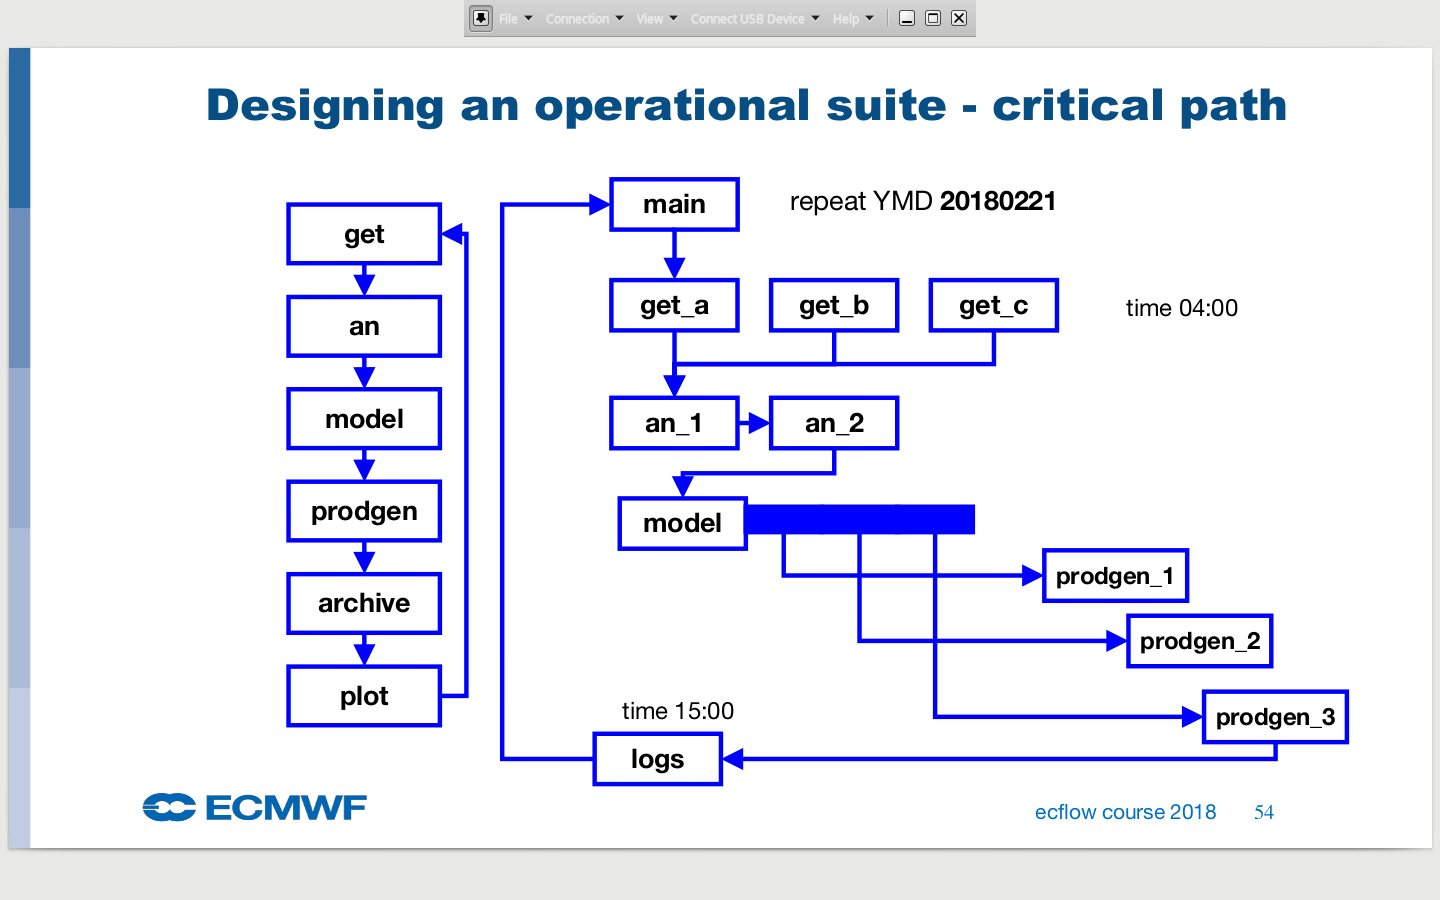 File Connection View Connect USB Device Help
Designing an operational suite - critical path
main
repeat YMD 20180221
get
get_a get_b get_c
time 04:00
an
an_1 an_2
model
model
prodgen
prodgen_1
archive
prodgen_2
plot
time 15:00
prodgen_3
logs
ECMWF
ecflow course 2018 54